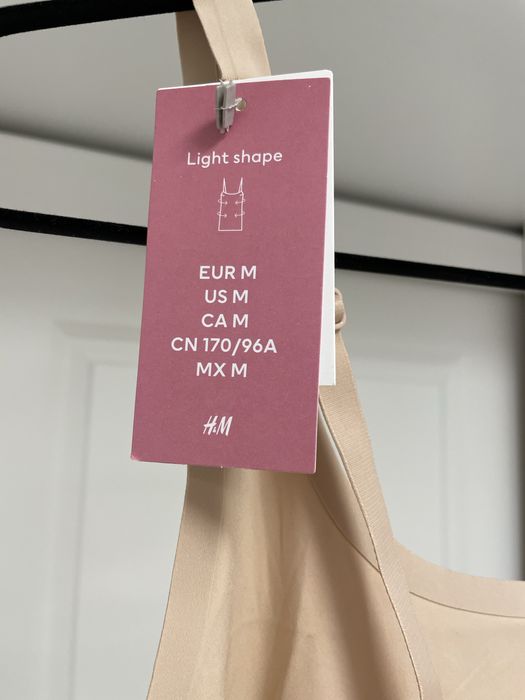 Light shape
EUR M
US M
CA M
CN 170/96A
MX M
H&M